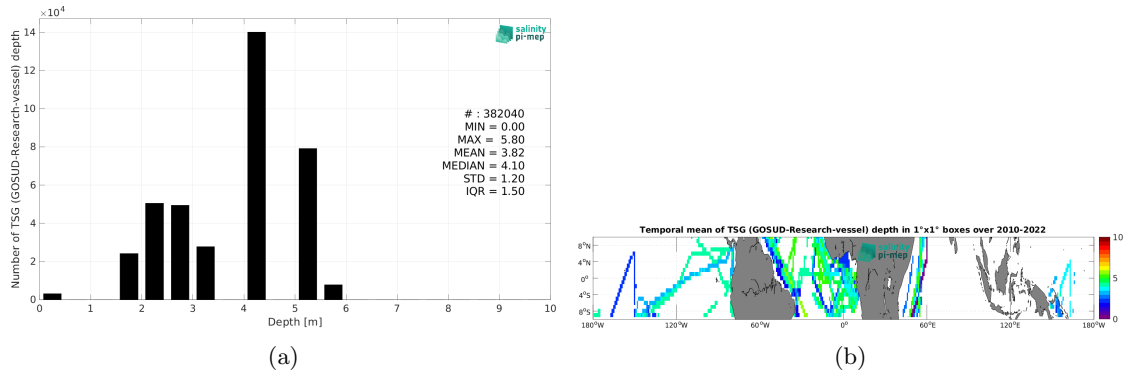 ×10⁴
14
12
10
8
6
4
2
0
Number of TSG (GOSUD-Research-vessel) depth
salinity
pi-mep
# : 382040
MIN = 0.00
MAX = 5.80
MEAN = 3.82
MEDIAN = 4.10
STD = 1.20
IQR = 1.50
0 1 2 3 4 5 6 7 8 9 10
Depth [m]
(a)
Temporal mean of TSG (GOSUD-Research-vessel) depth in 1°x1° boxes over 2010-2022
salinity
pi-mep
8°N
4°N
0°
4°S
8°S
180°W 120°W 60°W 0° 60°E 120°E 180°W
10
5
0
(b)